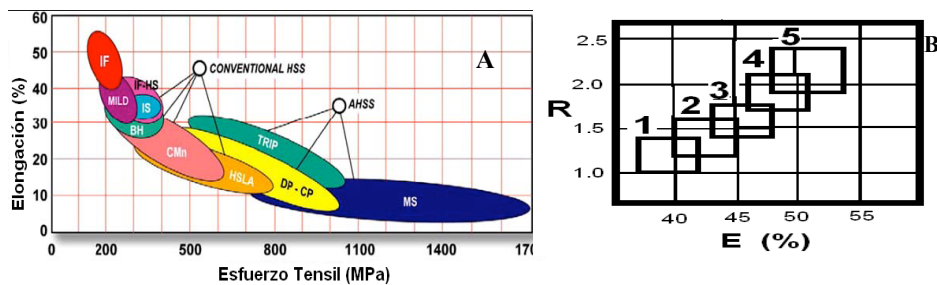 A
60
50
40
30
20
10
0
Elongación (%)
IF
IF-HS
MILD
IS
BH
CMn
HSLA
TRIP
DP - CP
MS
CONVENTIONAL HSS
AHSS
0
200
500
800
1100
1400
170
Esfuerzo Tensil (MPa)
B
2.5
2.0
1.5
1.0
R
1
2
3
4
5
40
45
50
55
E (%)